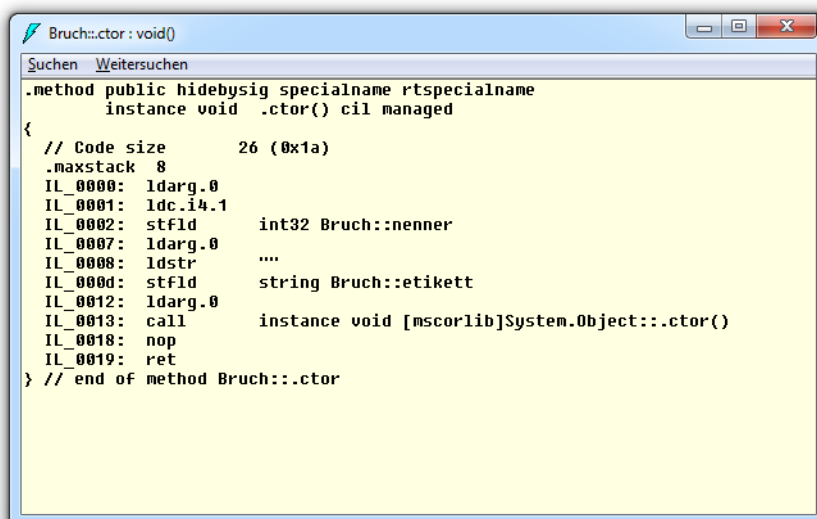 Bruch::.ctor : void()
Suchen Weitersuchen
.method public hidebysig specialname rtspecialname
        instance void  .ctor() cil managed
{
  // Code size       26 (0x1a)
  .maxstack  8
  IL_0000:  ldarg.0
  IL_0001:  ldc.i4.1
  IL_0002:  stfld      int32 Bruch::nenner
  IL_0007:  ldarg.0
  IL_0008:  ldstr      ""
  IL_000d:  stfld      string Bruch::etikett
  IL_0012:  ldarg.0
  IL_0013:  call       instance void [mscorlib]System.Object::.ctor()
  IL_0018:  nop
  IL_0019:  ret
} // end of method Bruch::.ctor